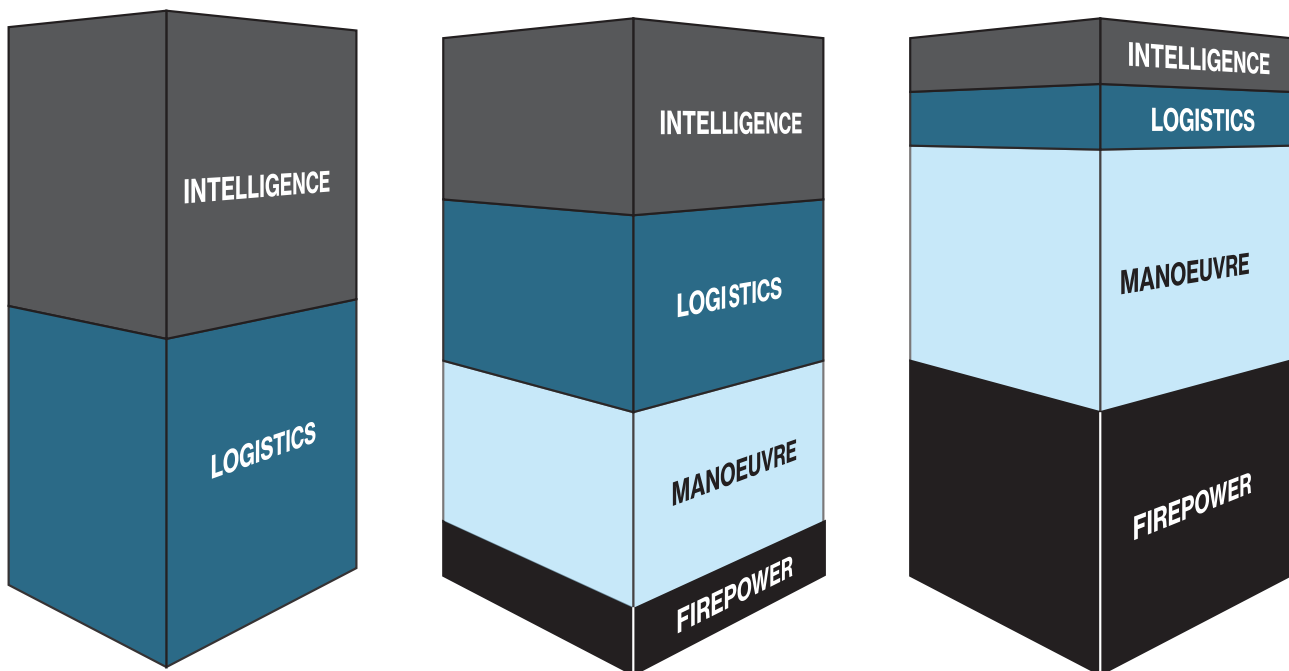 INTELLIGENCE
LOGISTICS
INTELLIGENCE
LOGISTICS
MANOEUVRE
FIREPOWER
INTELLIGENCE
LOGISTICS
MANOEUVRE
FIREPOWER